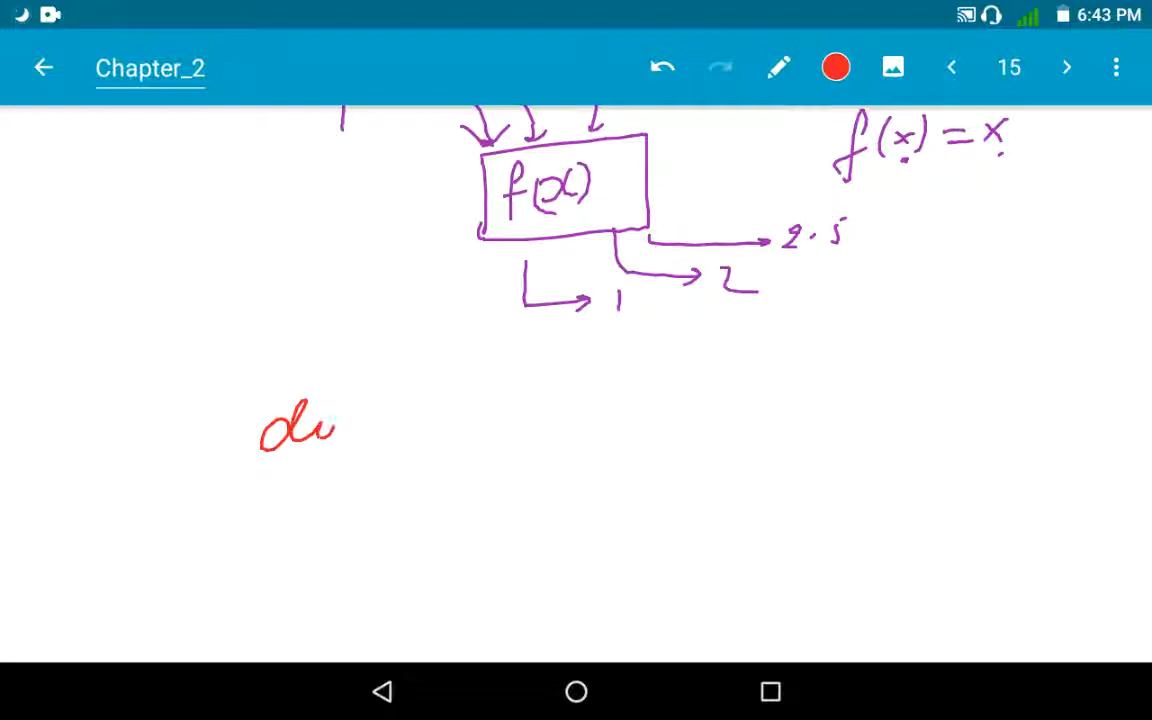 6:43 PM
Chapter_2
15
f(x) = x
f(x)
2.5
2
1